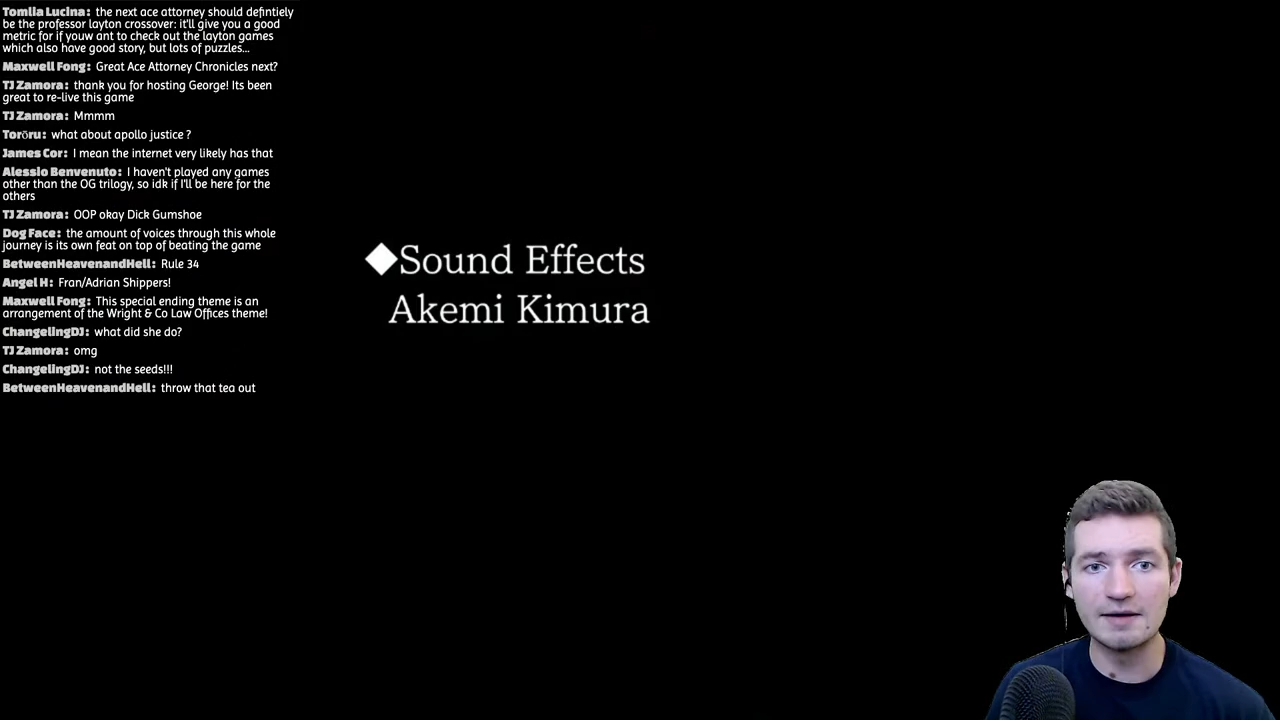 Tomlia Lucina: the next ace attorney should defintiely
be the professor layton crossover: it'll give you a good
metric for if youw ant to check out the layton games
which also have good story, but lots of puzzles...
Maxwell Fong: Great Ace Attorney Chronicles next?
TJ Zamora: thank you for hosting George! Its been
great to re-live this game
TJ Zamora: Mmmm
Torōru: what about apollo justice ?
James Cor: I mean the internet very likely has that
Alessio Benvenuto: I haven't played any games
other than the OG trilogy, so idk if I'll be here for the
others
TJ Zamora: OOP okay Dick Gumshoe
Dog Face: the amount of voices through this whole
journey is its own feat on top of beating the game
BetweenHeavenandHell: Rule 34
Angel H: Fran/Adrian Shippers!
Maxwell Fong: This special ending theme is an
arrangement of the Wright & Co Law Offices theme!
ChangelingDJ: what did she do?
TJ Zamora: omg
ChangelingDJ: not the seeds!!!
BetweenHeavenandHell: throw that tea out
◆Sound Effects
Akemi Kimura